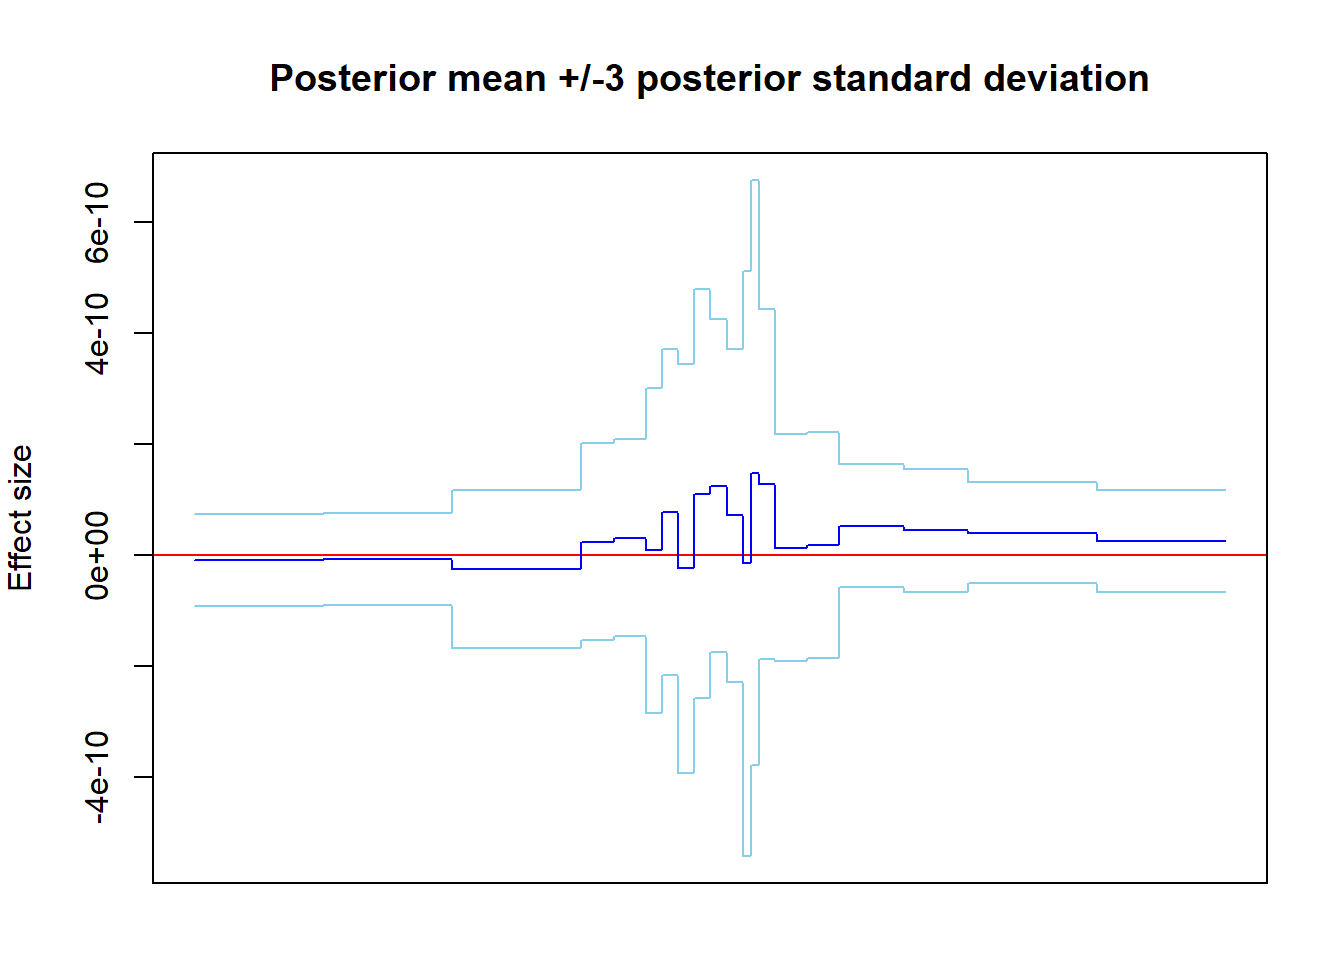 Posterior mean +/-3 posterior standard deviation
Effect size
6e-10
4e-10
0e+00
-4e-10